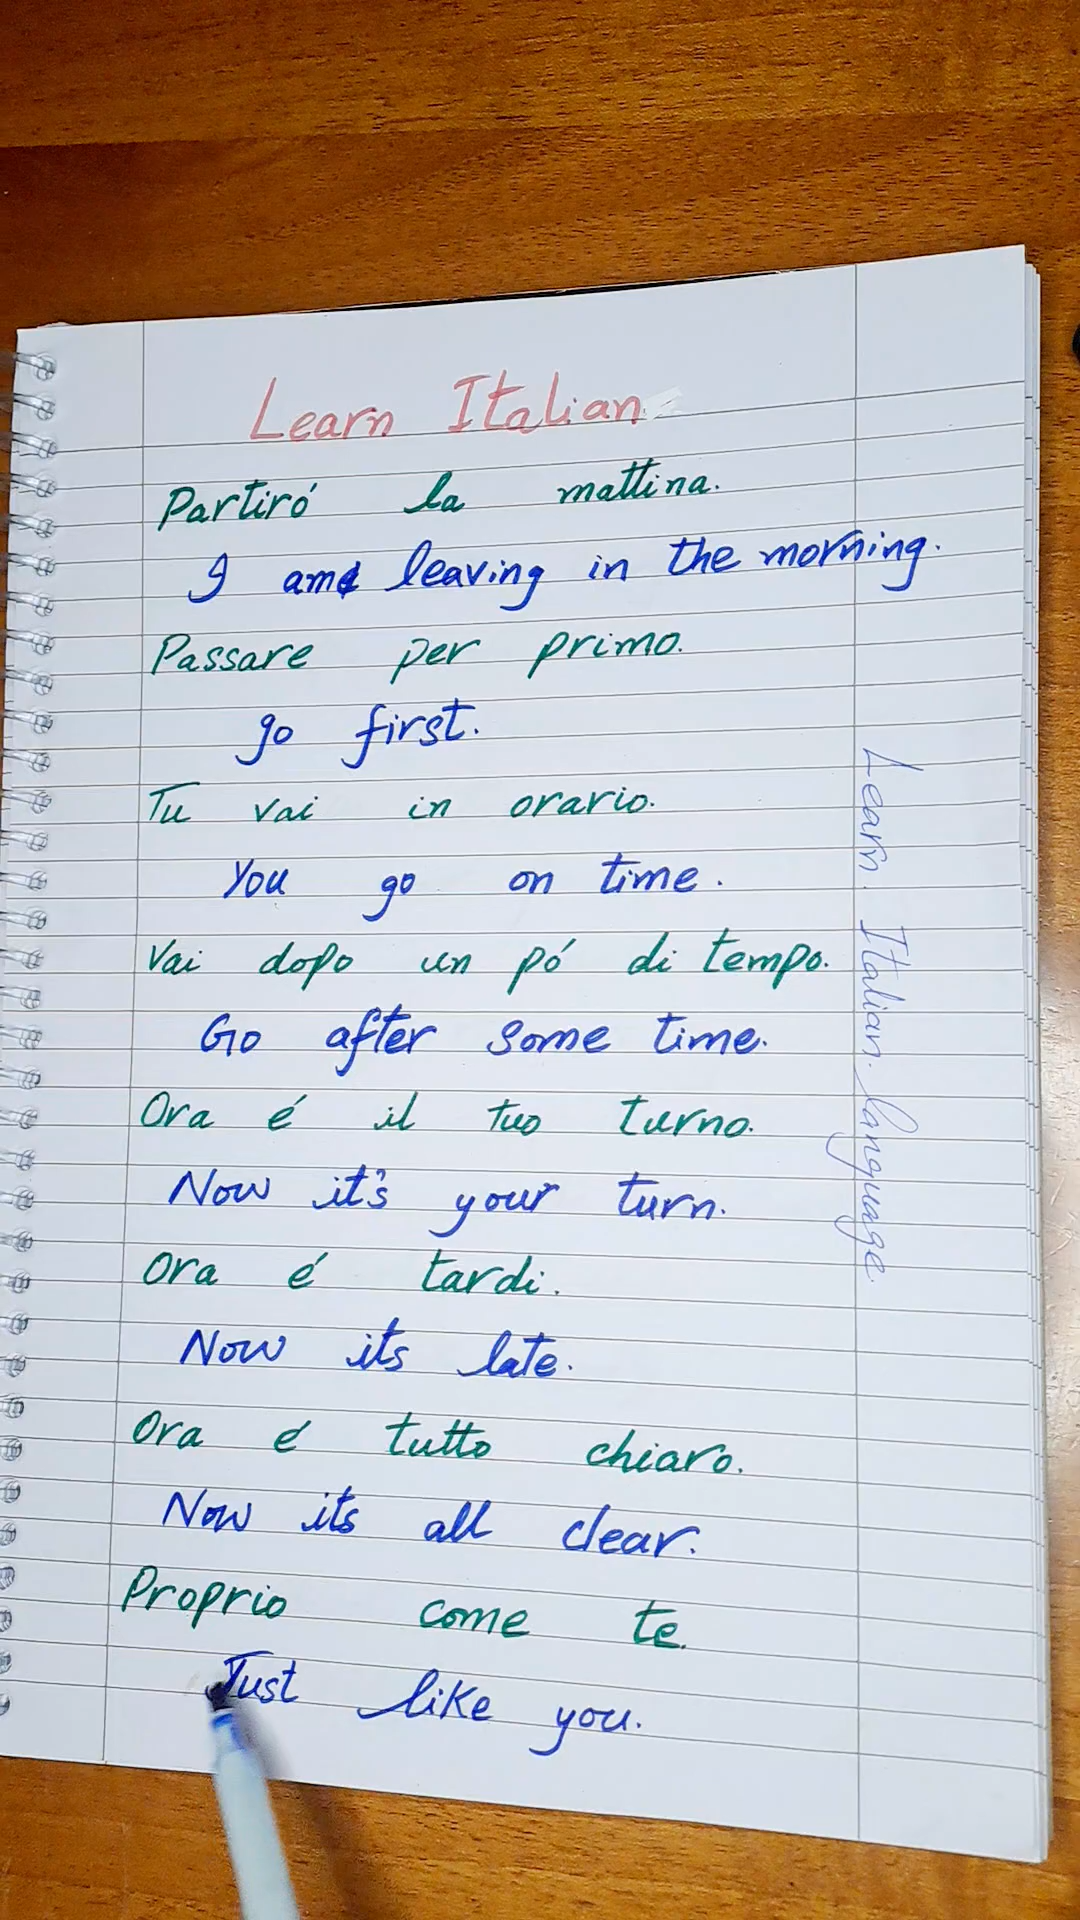 Learn Italian
Partiró la mattina.
I am leaving in the morning.
Passare per primo.
go first.
Tu vai in orario.
You go on time.
Vai dopo un pó di tempo.
Go after some time.
Ora é il tuo turno.
Now it's your turn.
Ora é tardi.
Now its late.
Ora é tutto chiaro.
Now its all clear.
Proprio come te.
Just like you.
Learn. Italian. language